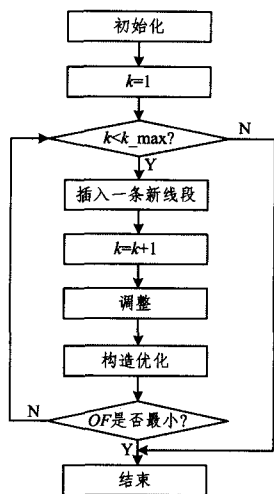 初始化
k=1
k<k_max?
N
Y
插入一条新线段
k=k+1
调整
构造优化
N
OF是否最小?
Y
结束